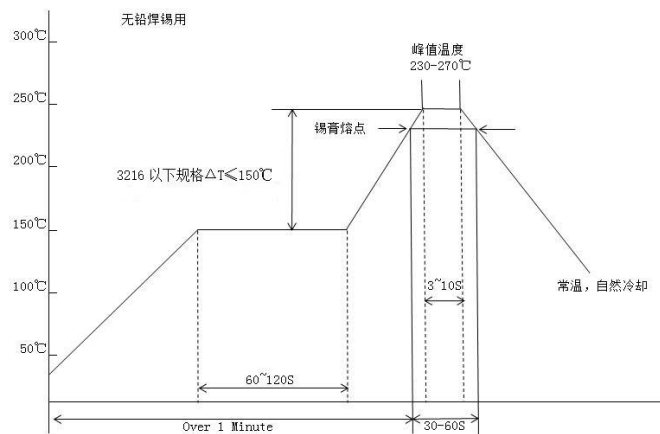 无铅焊锡用
300℃
峰值温度
230-270℃
250℃
锡膏熔点
200℃
3216 以下规格△T≤150℃
150℃
100℃
3~10S
常温，自然冷却
50℃
60~120S
Over 1 Minute
30-60S